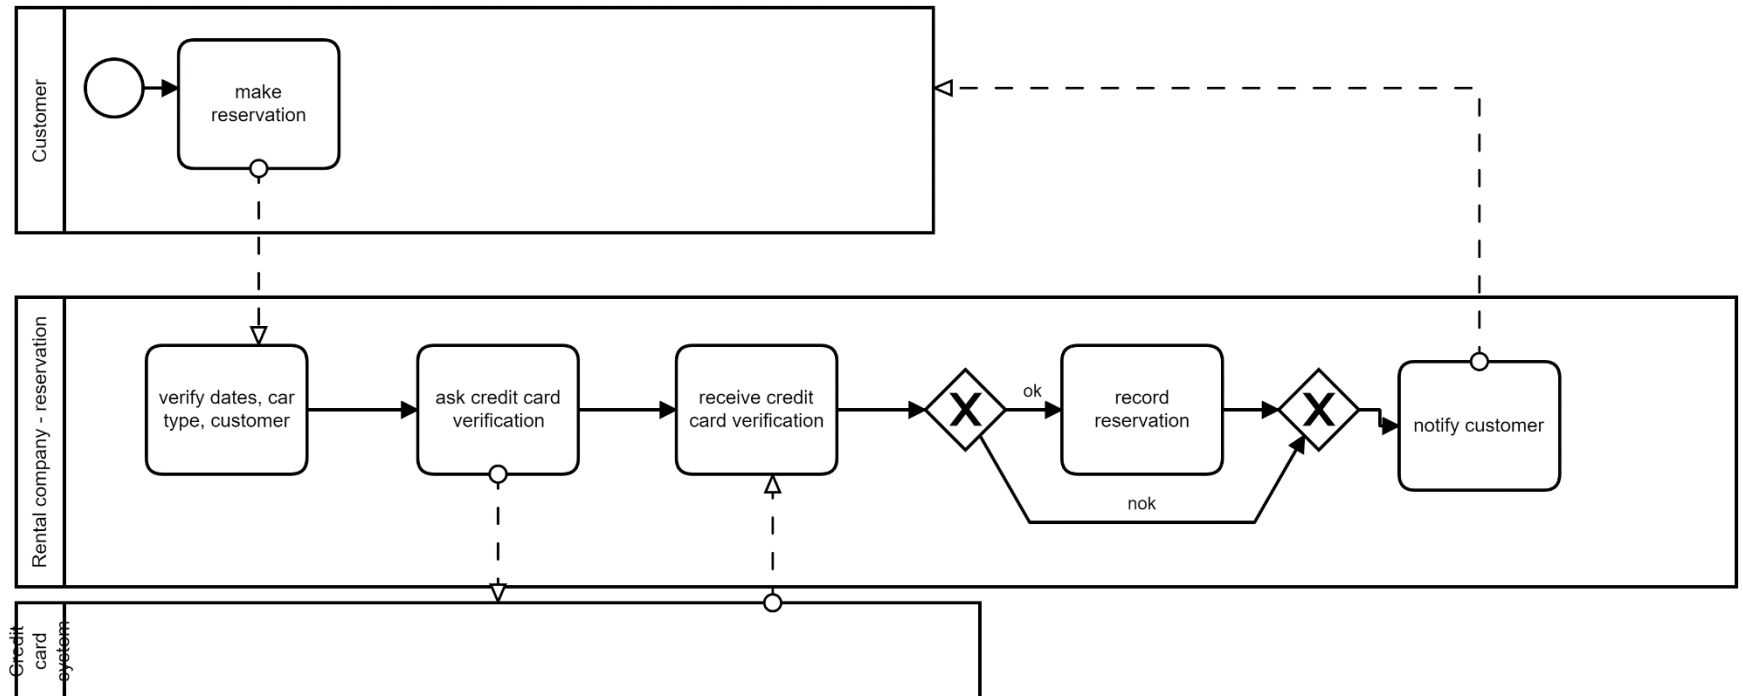 Customer
make
reservation
Rental company - reservation
verify dates, car
type, customer
ask credit card
verification
receive credit
card verification
X
ok
nok
record
reservation
X
notify customer
Credit
card
system